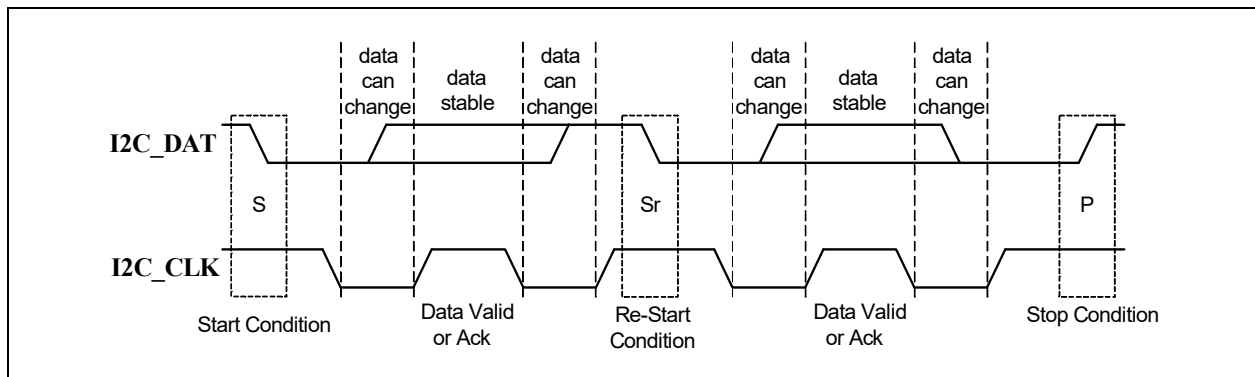 data
can
change
data
stable
data
can
change
data
can
change
data
stable
data
can
change
I2C_DAT
S
Sr
P
I2C_CLK
Start Condition
Data Valid
or Ack
Re-Start
Condition
Data Valid
or Ack
Stop Condition